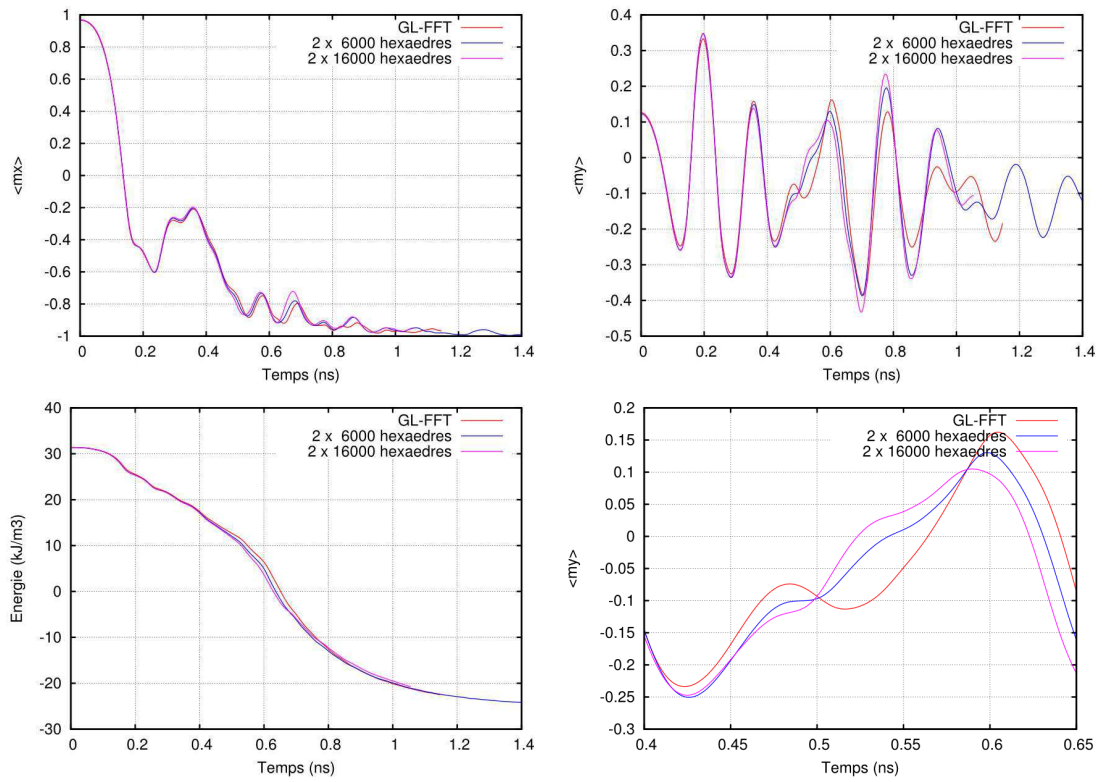 1
0.8
0.6
0.4
0.2
0
-0.2
-0.4
-0.6
-0.8
-1
<mx>
0 0.2 0.4 0.6 0.8 1 1.2 1.4
Temps (ns)
GL-FFT
2 x 6000 hexaedres
2 x 16000 hexaedres
0.4
0.3
0.2
0.1
0
-0.1
-0.2
-0.3
-0.4
-0.5
<my>
0 0.2 0.4 0.6 0.8 1 1.2 1.4
Temps (ns)
GL-FFT
2 x 6000 hexaedres
2 x 16000 hexaedres
40
30
20
10
0
-10
-20
-30
Energie (kJ/m3)
0 0.2 0.4 0.6 0.8 1 1.2 1.4
Temps (ns)
GL-FFT
2 x 6000 hexaedres
2 x 16000 hexaedres
0.2
0.15
0.1
0.05
0
-0.05
-0.1
-0.15
-0.2
-0.25
-0.3
<my>
0.4 0.45 0.5 0.55 0.6 0.65
Temps (ns)
GL-FFT
2 x 6000 hexaedres
2 x 16000 hexaedres